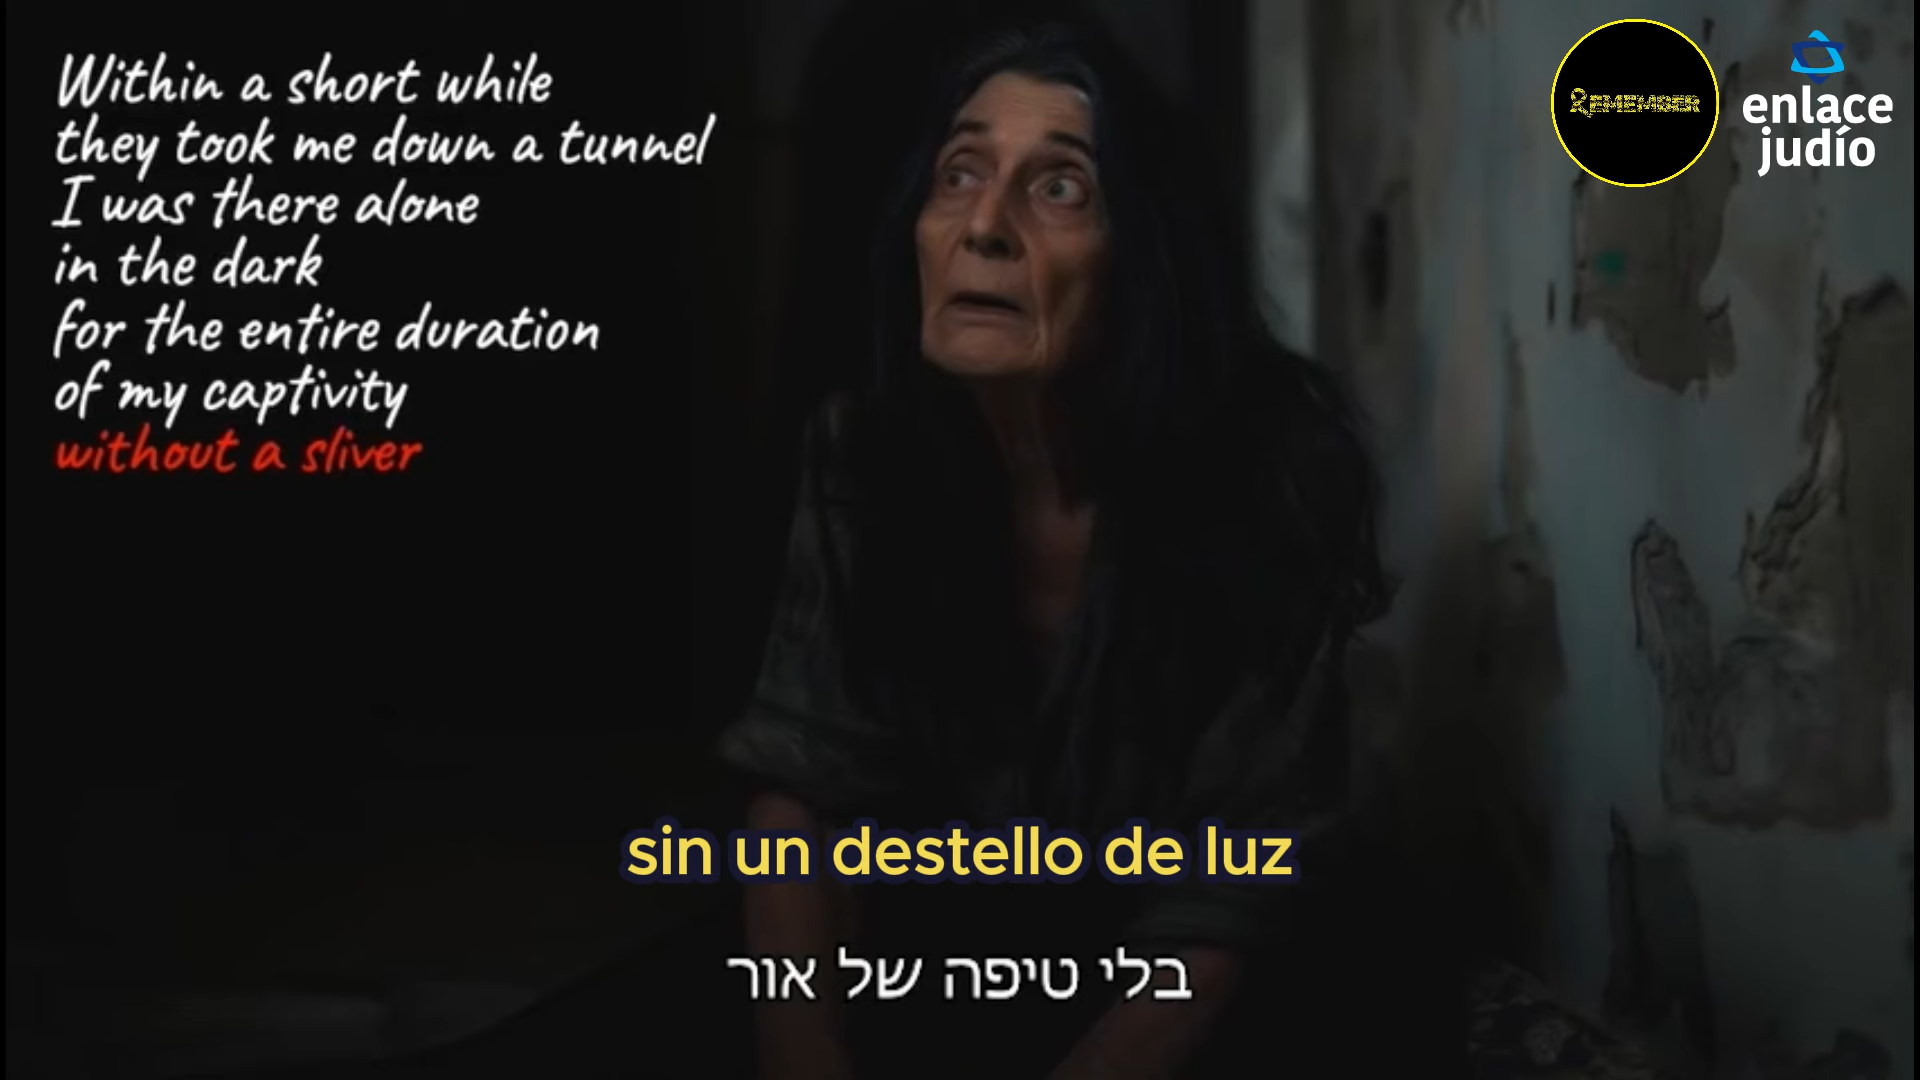 Within a short while
they took me down a tunnel
I was there alone
in the dark
for the entire duration
of my captivity
without a sliver
REMEMBER
enlace
judío
sin un destello de luz
בלי טיפה של אור